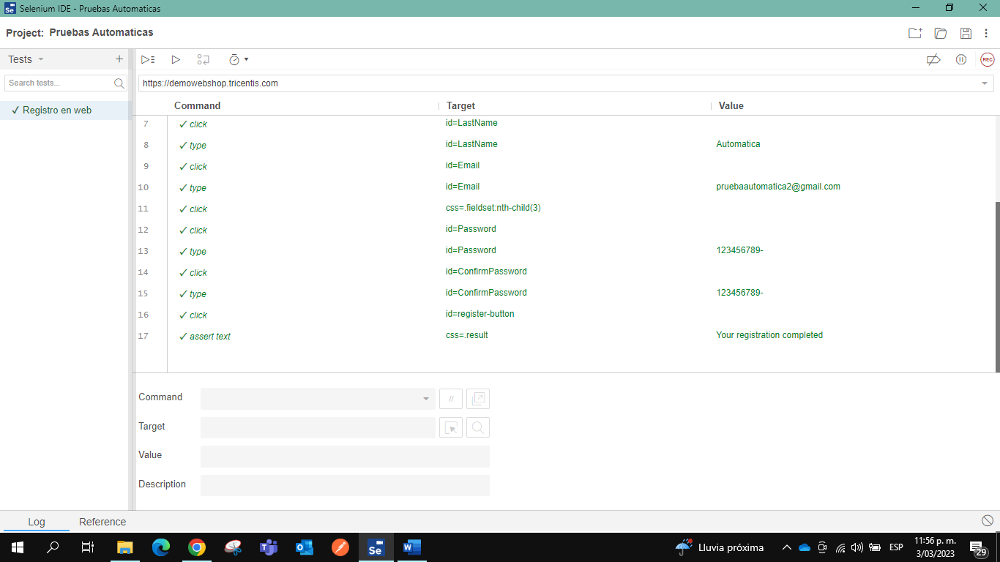 Selenium IDE - Pruebas Automaticas
Project: Pruebas Automaticas
Tests
Search tests...
✓ Registro en web
REC
https://demowebshop.tricentis.com
Command Target Value
7 ✓ click id=LastName
8 ✓ type id=LastName Automatica
9 ✓ click id=Email
10 ✓ type id=Email pruebaautomatica2@gmail.com
11 ✓ click css=.fieldset:nth-child(3)
12 ✓ click id=Password
13 ✓ type id=Password 123456789-
14 ✓ click id=ConfirmPassword
15 ✓ type id=ConfirmPassword 123456789-
16 ✓ click id=register-button
17 ✓ assert text css=.result Your registration completed
Command //
Target
Value
Description
Log Reference
Se
Lluvia próxima
ESP
11:56 p. m.
3/03/2023
29